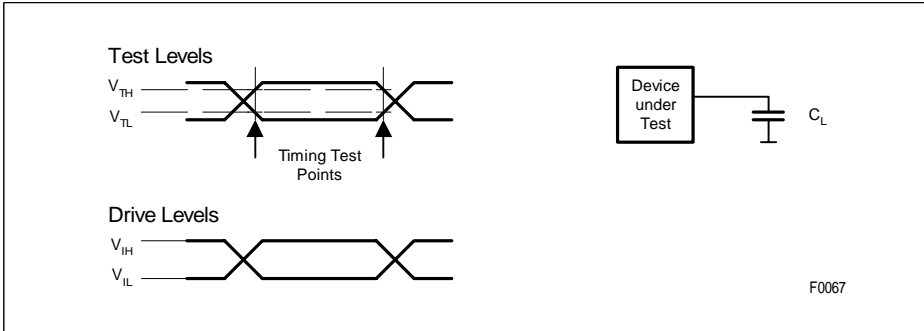 Test Levels
VTH
VTL
Timing Test
Points
Device
under
Test
CL
Drive Levels
VIH
VIL
F0067